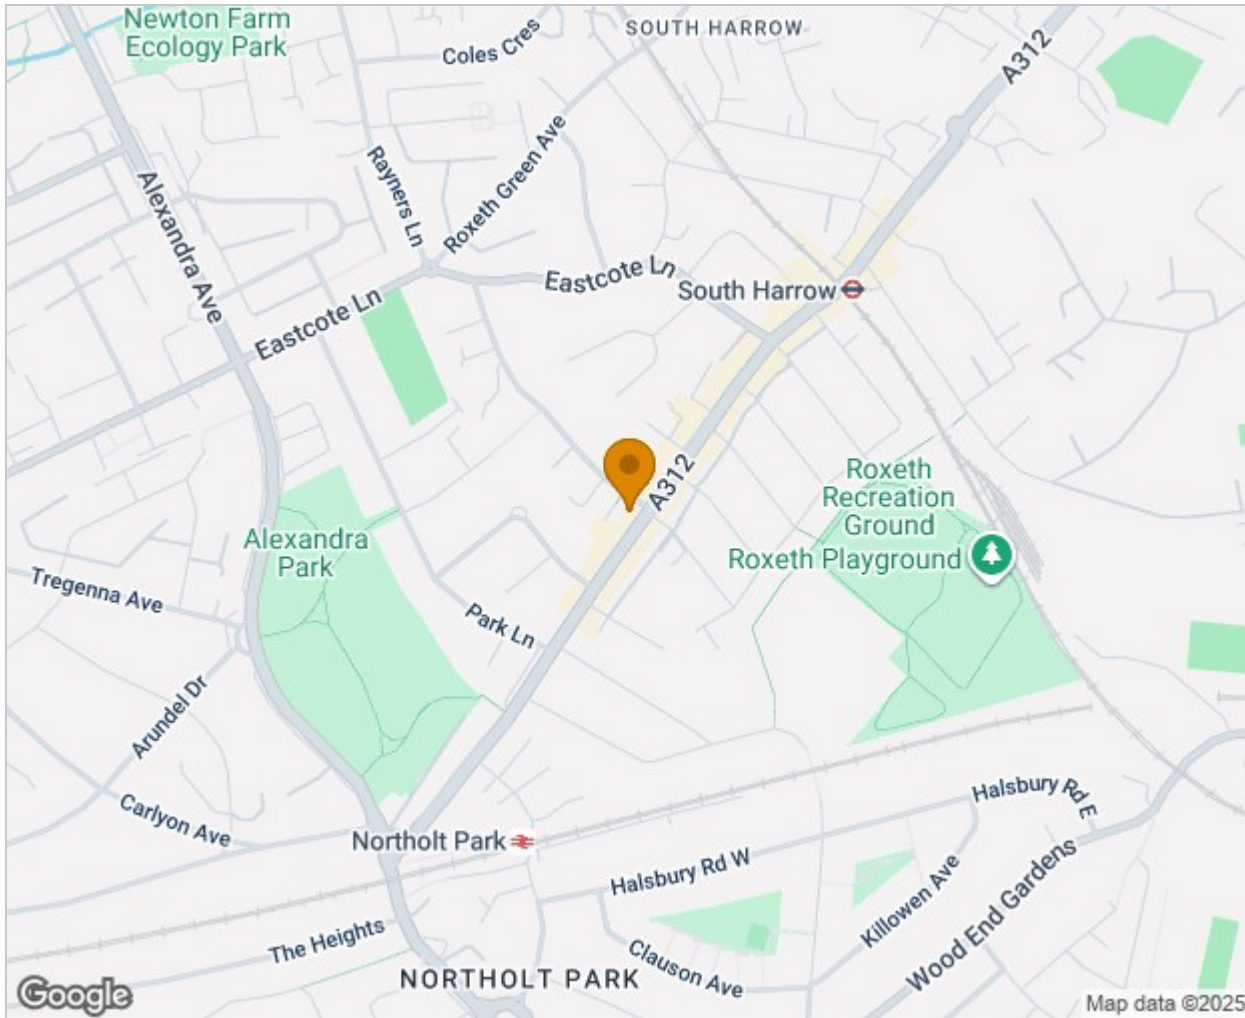 Newton Farm
Ecology Park
Coles Cres
SOUTH HARROW
A312
Rayners Ln
Roxeth Green Ave
Alexandra Ave
Eastcote Ln
Eastcote Ln
South Harrow
A312
Roxeth
Recreation
Ground
Roxeth Playground
Alexandra
Park
Tregenna Ave
Park Ln
Arundel Dr
Carlyon Ave
Northolt Park
Halsbury Rd E
Halsbury Rd W
Killowen Ave
Wood End Gardens
The Heights
Clauson Ave
NORTHOLT PARK
Google
Map data ©2025